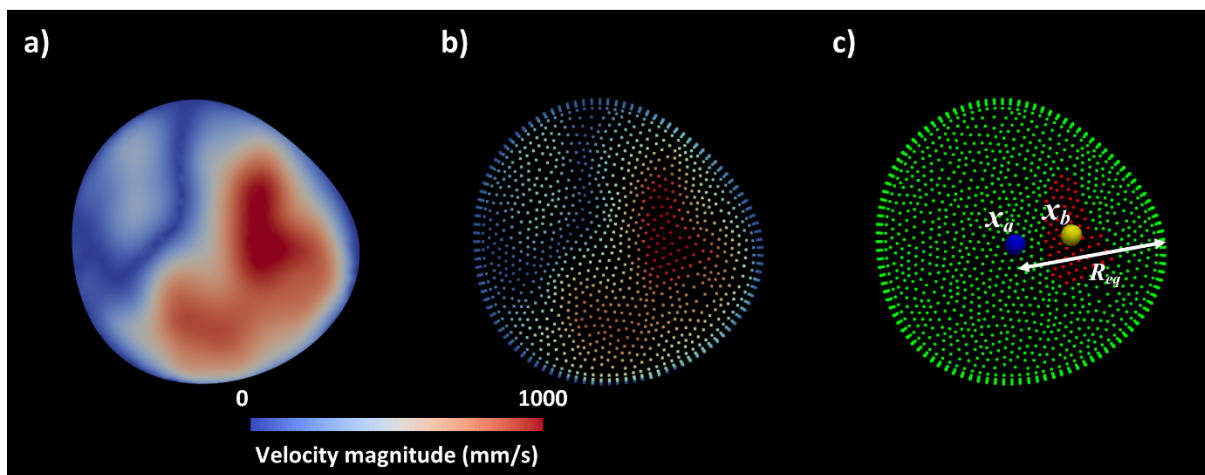 a)
b)
c)
x_a
x_b
R_eq
0
1000
Velocity magnitude (mm/s)